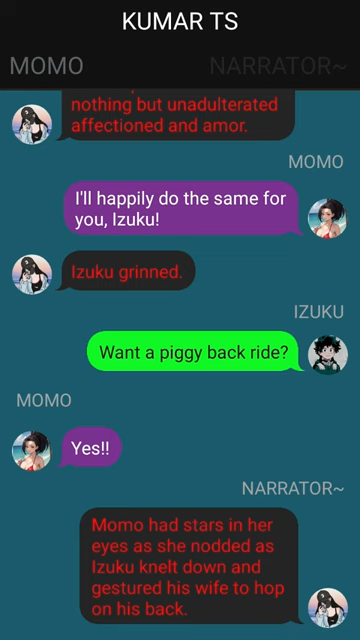 KUMAR TS
MOMO
NARRATOR~
nothing but unadulterated
affectioned and amor.
MOMO
I'll happily do the same for
you, Izuku!
Izuku grinned.
IZUKU
Want a piggy back ride?
MOMO
Yes!!
NARRATOR~
Momo had stars in her
eyes as she nodded as
Izuku knelt down and
gestured his wife to hop
on his back.